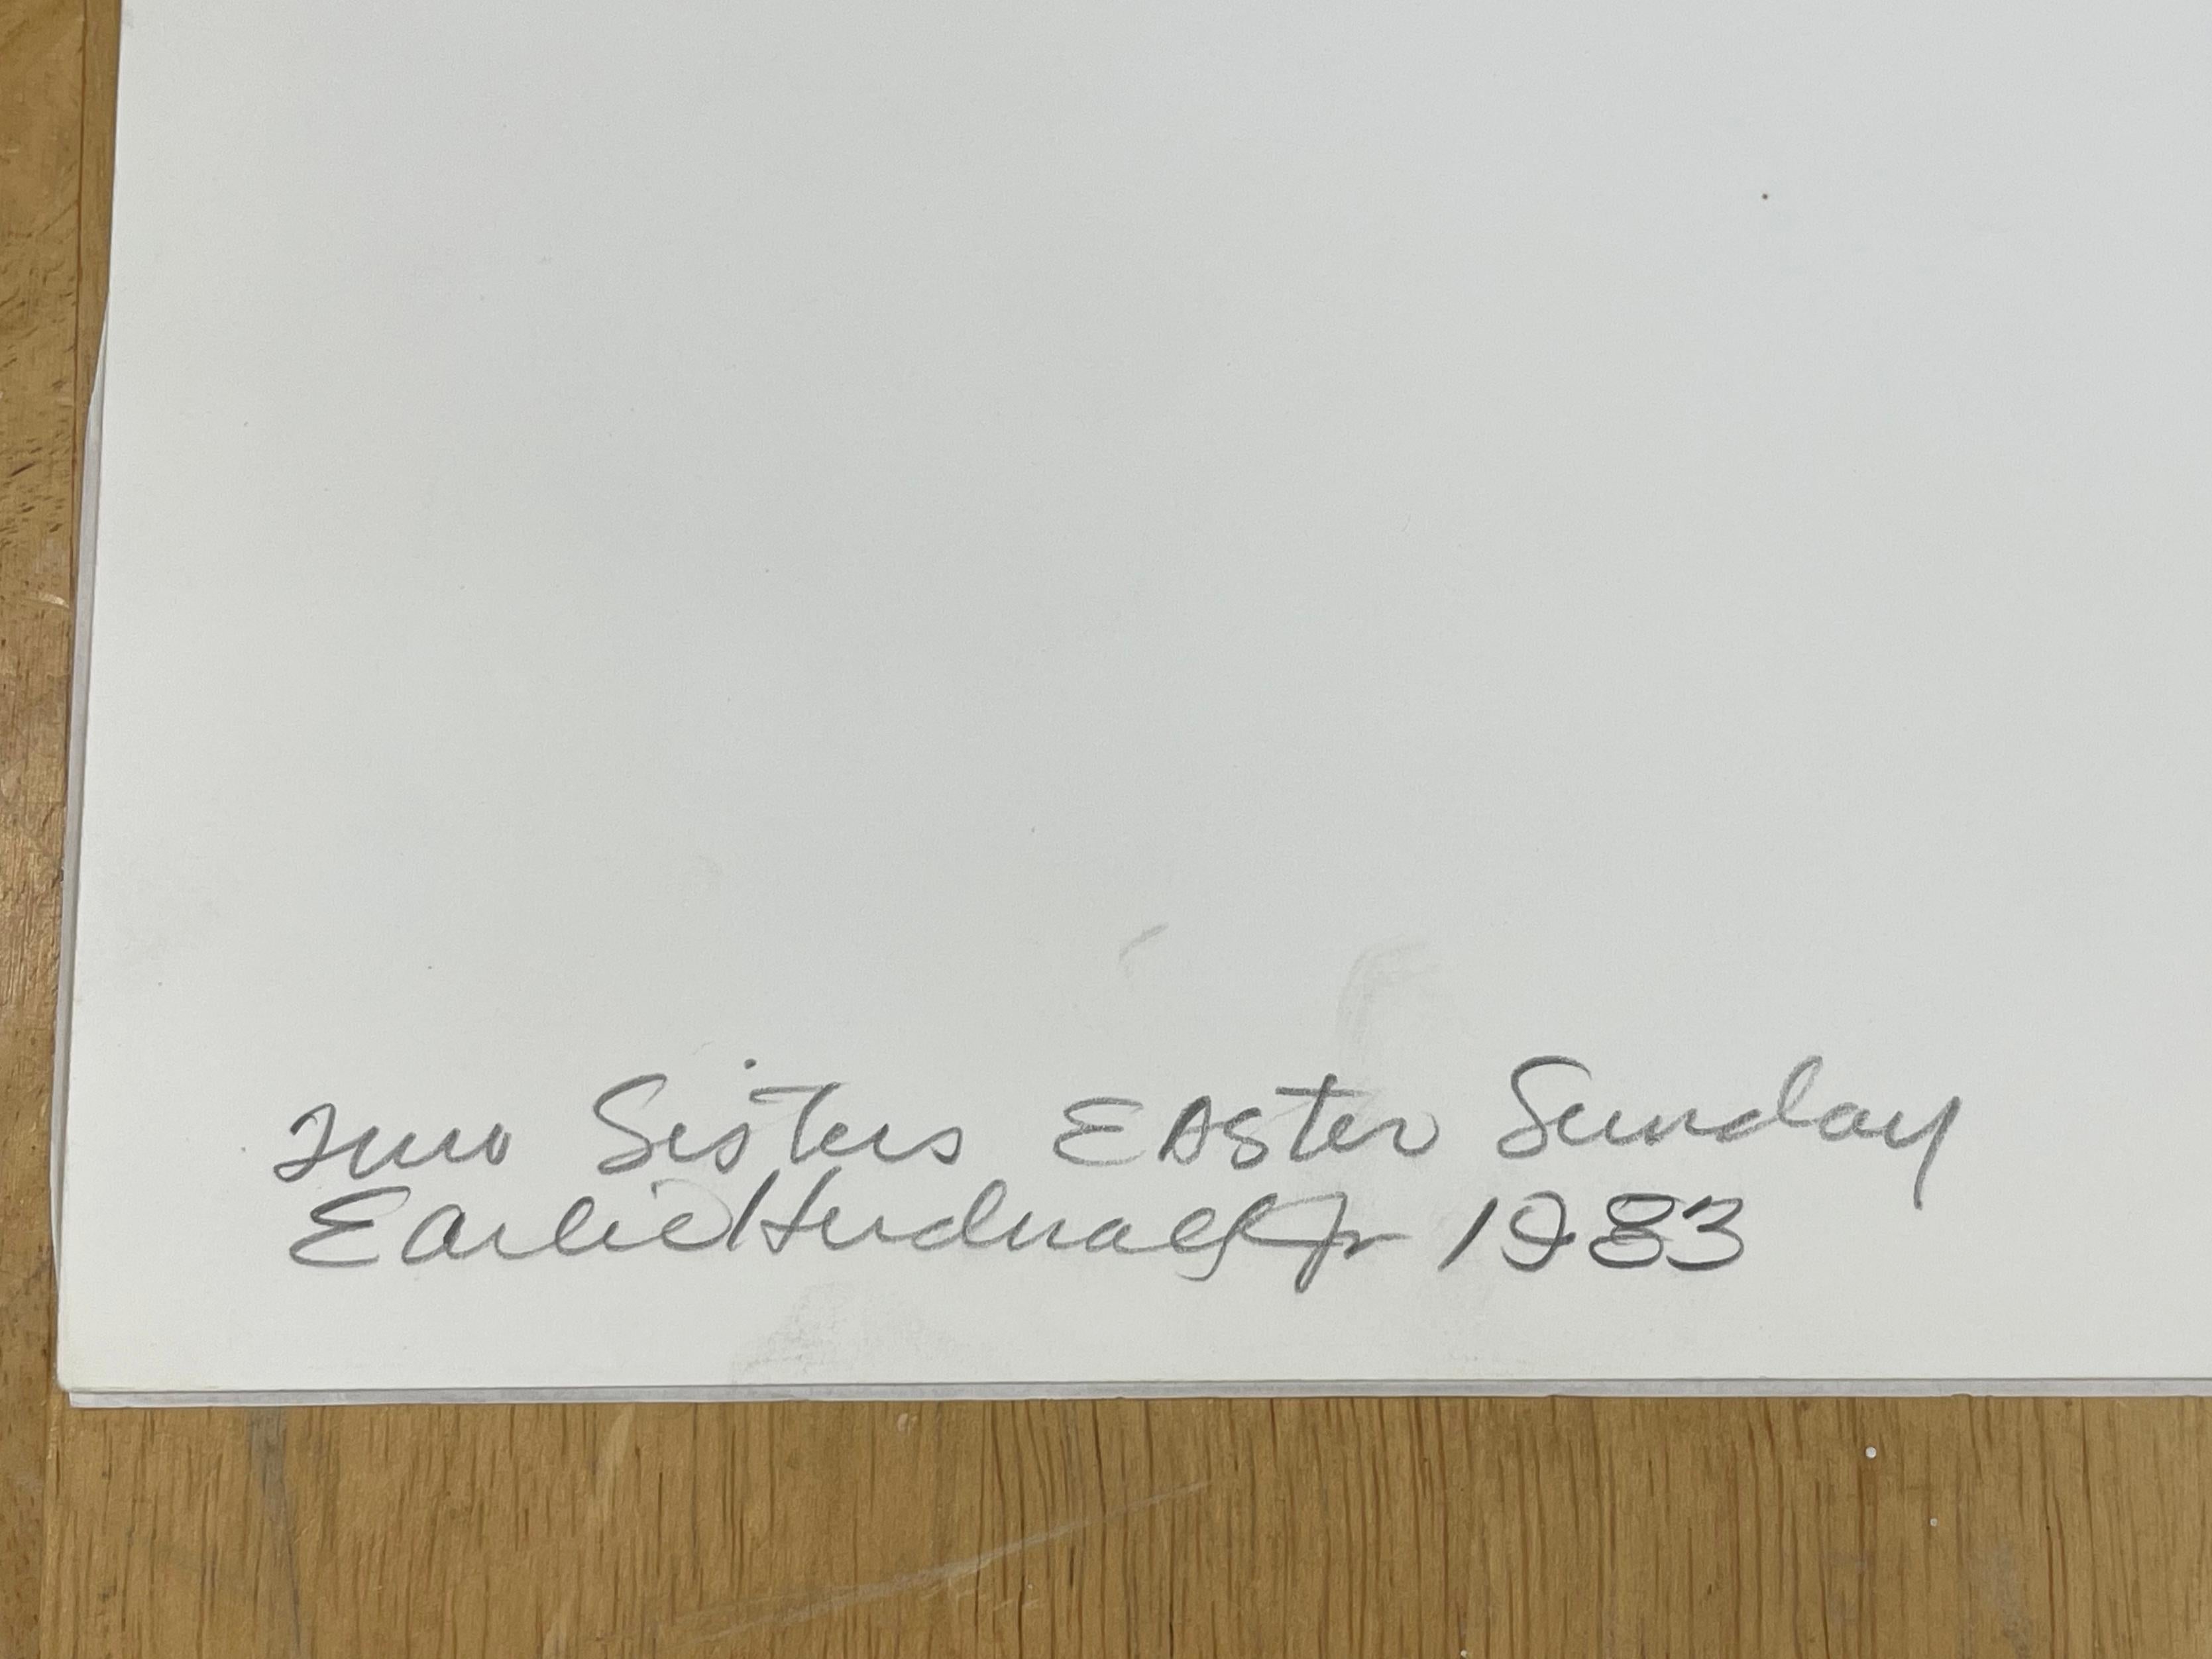 Two Sisters EASter Sunday
Earlie Hudnall Jr 1983